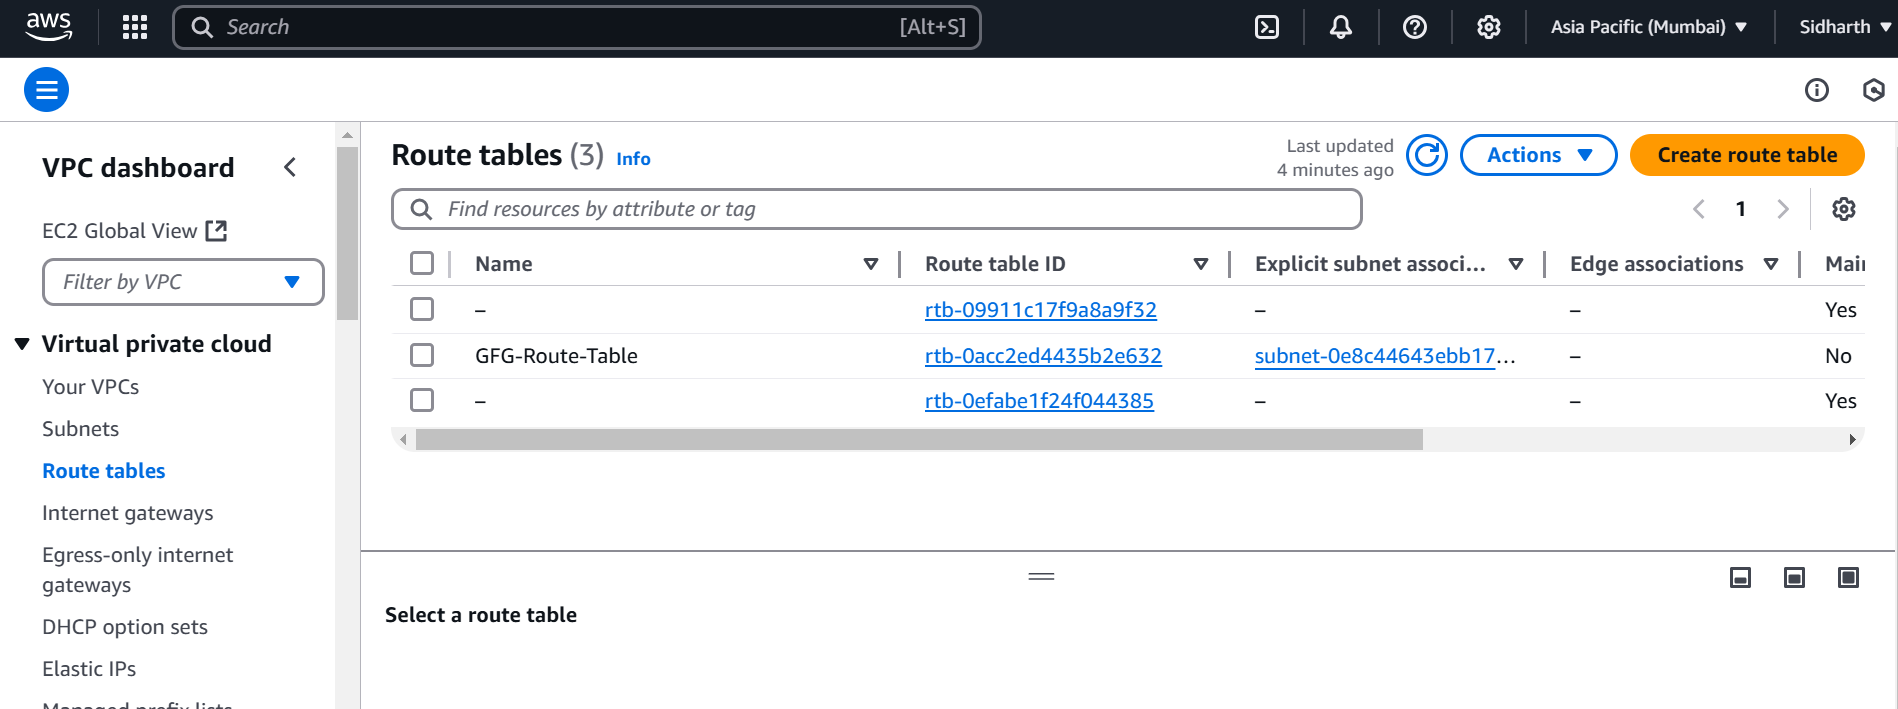 aws
Search [Alt+S]
Asia Pacific (Mumbai) Sidharth
VPC dashboard
EC2 Global View
Filter by VPC
Virtual private cloud
Your VPCs
Subnets
Route tables
Internet gateways
Egress-only internet
gateways
DHCP option sets
Elastic IPs
Managed prefix lists
Route tables (3) Info
Last updated
4 minutes ago
Actions
Create route table
Find resources by attribute or tag
1
Name Route table ID Explicit subnet associ... Edge associations Main
– rtb-09911c17f9a8a9f32 – – Yes
GFG-Route-Table rtb-0acc2ed4435b2e632 subnet-0e8c44643ebb17... – No
– rtb-0efabe1f24f044385 – – Yes
Select a route table